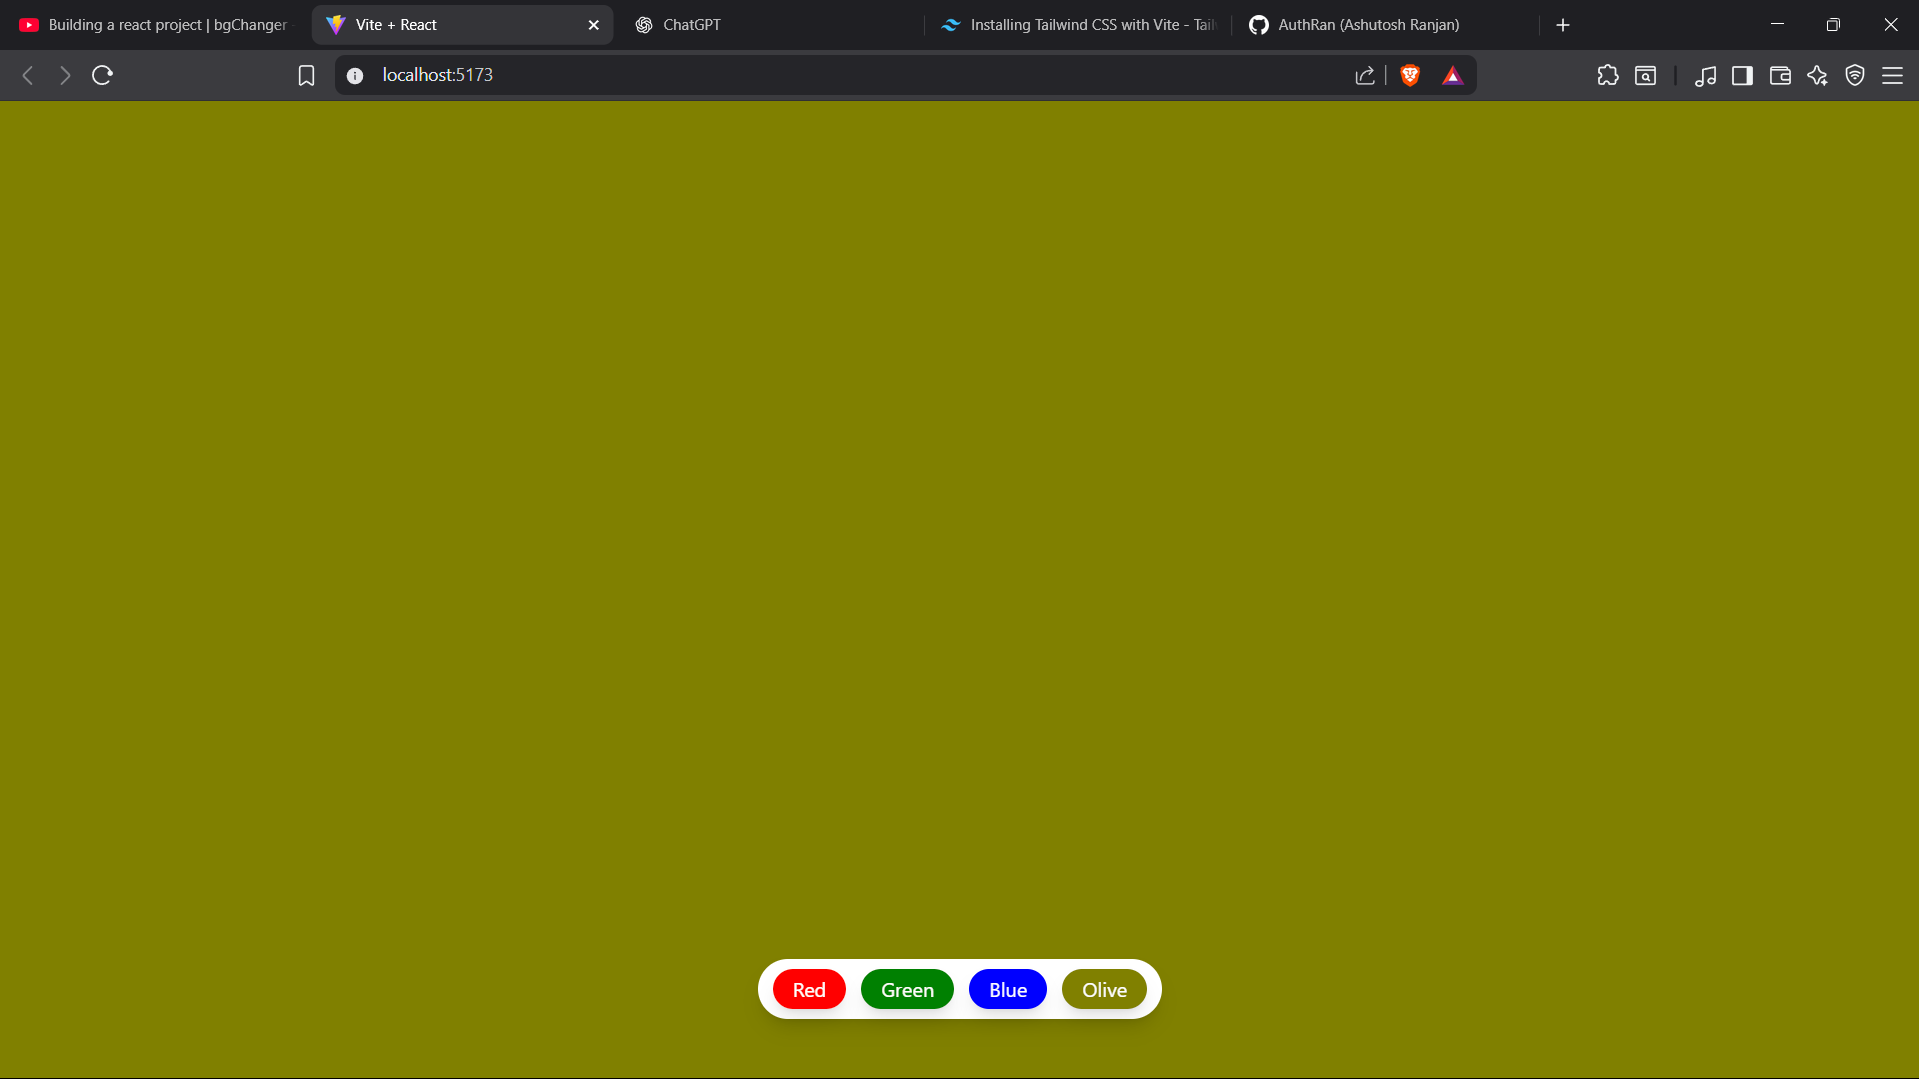 Building a react project | bgChanger
Vite + React
ChatGPT
Installing Tailwind CSS with Vite - Tail
AuthRan (Ashutosh Ranjan)
localhost:5173
Red
Green
Blue
Olive